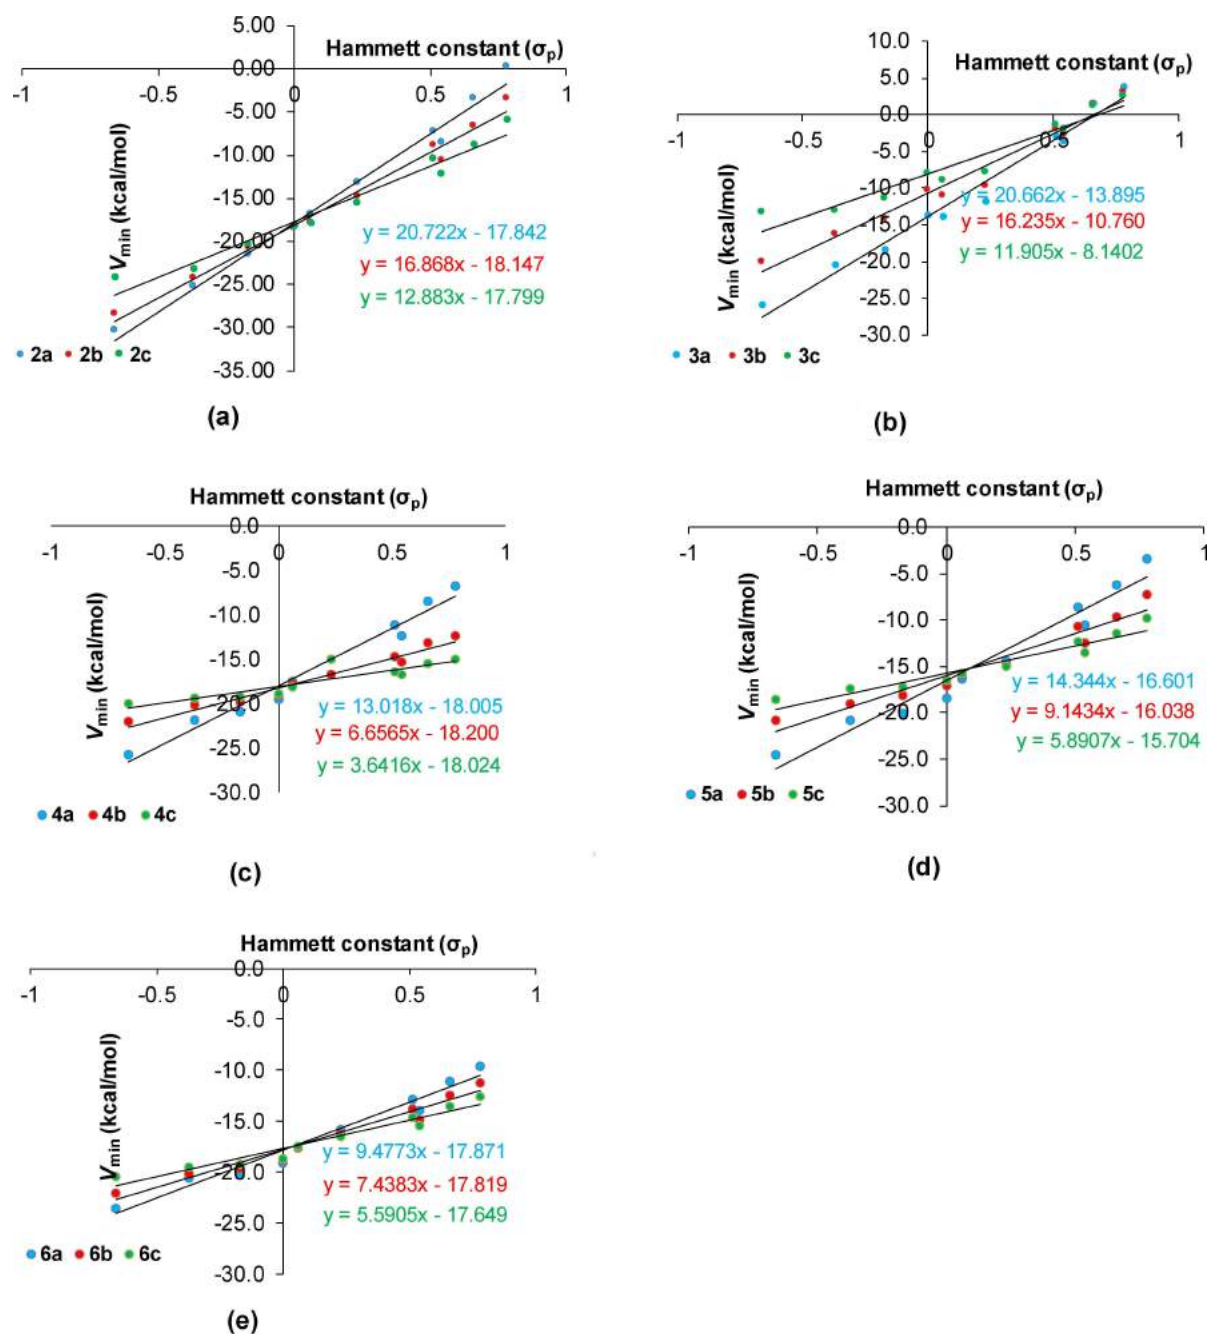 5.00
Hammett constant (σp)
0.00
-1
-0.5
0
0.5
1
-5.00
-10.00
-15.00
-20.00
-25.00
-30.00
-35.00
Vmin (kcal/mol)
y = 20.722x - 17.842
y = 16.868x - 18.147
y = 12.883x - 17.799
2a 2b 2c
(a)
10.0
Hammett constant (σp)
5.0
0.0
-1
-0.5
0
0.5
1
-5.0
-10.0
-15.0
-20.0
-25.0
-30.0
Vmin (kcal/mol)
y = 20.662x - 13.895
y = 16.235x - 10.760
y = 11.905x - 8.1402
3a 3b 3c
(b)
Hammett constant (σp)
0.0
-1
-0.5
0
0.5
1
-5.0
-10.0
-15.0
-20.0
-25.0
-30.0
Vmin (kcal/mol)
y = 13.018x - 18.005
y = 6.6565x - 18.200
y = 3.6416x - 18.024
4a 4b 4c
(c)
Hammett constant (σp)
0.0
-1
-0.5
0
0.5
1
-5.0
-10.0
-15.0
-20.0
-25.0
-30.0
Vmin (kcal/mol)
y = 14.344x - 16.601
y = 9.1434x - 16.038
y = 5.8907x - 15.704
5a 5b 5c
(d)
Hammett constant (σp)
0.0
-1
-0.5
0
0.5
1
-5.0
-10.0
-15.0
-20.0
-25.0
-30.0
Vmin (kcal/mol)
y = 9.4773x - 17.871
y = 7.4383x - 17.819
y = 5.5905x - 17.649
6a 6b 6c
(e)